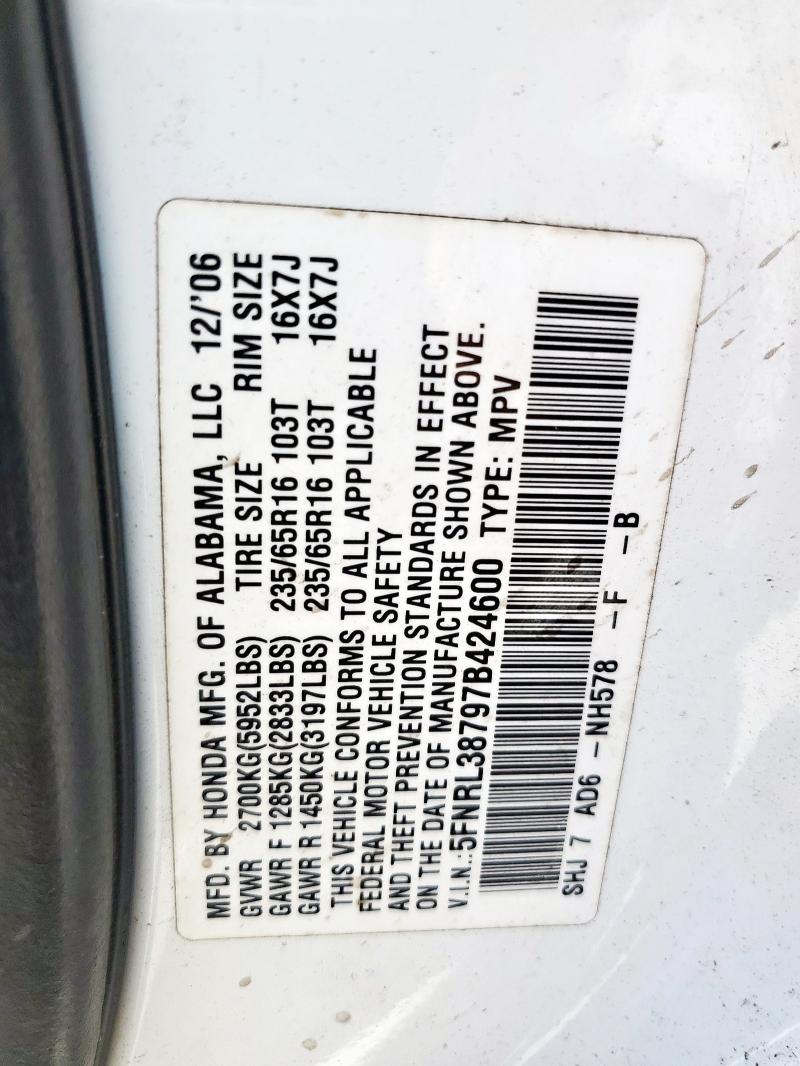 MFD. BY HONDA MFG. OF ALABAMA, LLC 12/'06
GVWR 2700KG(5952LBS) TIRE SIZE RIM SIZE
GAWR F 1285KG(2833LBS) 235/65R16 103T 16X7J
GAWR R 1450KG(3197LBS) 235/65R16 103T 16X7J
THIS VEHICLE CONFORMS TO ALL APPLICABLE
FEDERAL MOTOR VEHICLE SAFETY
AND THEFT PREVENTION STANDARDS IN EFFECT
ON THE DATE OF MANUFACTURE SHOWN ABOVE.
V.I.N.:5FNRL38797B424600 TYPE: MPV
SHJ 7 AD6 -NH578 -F -B